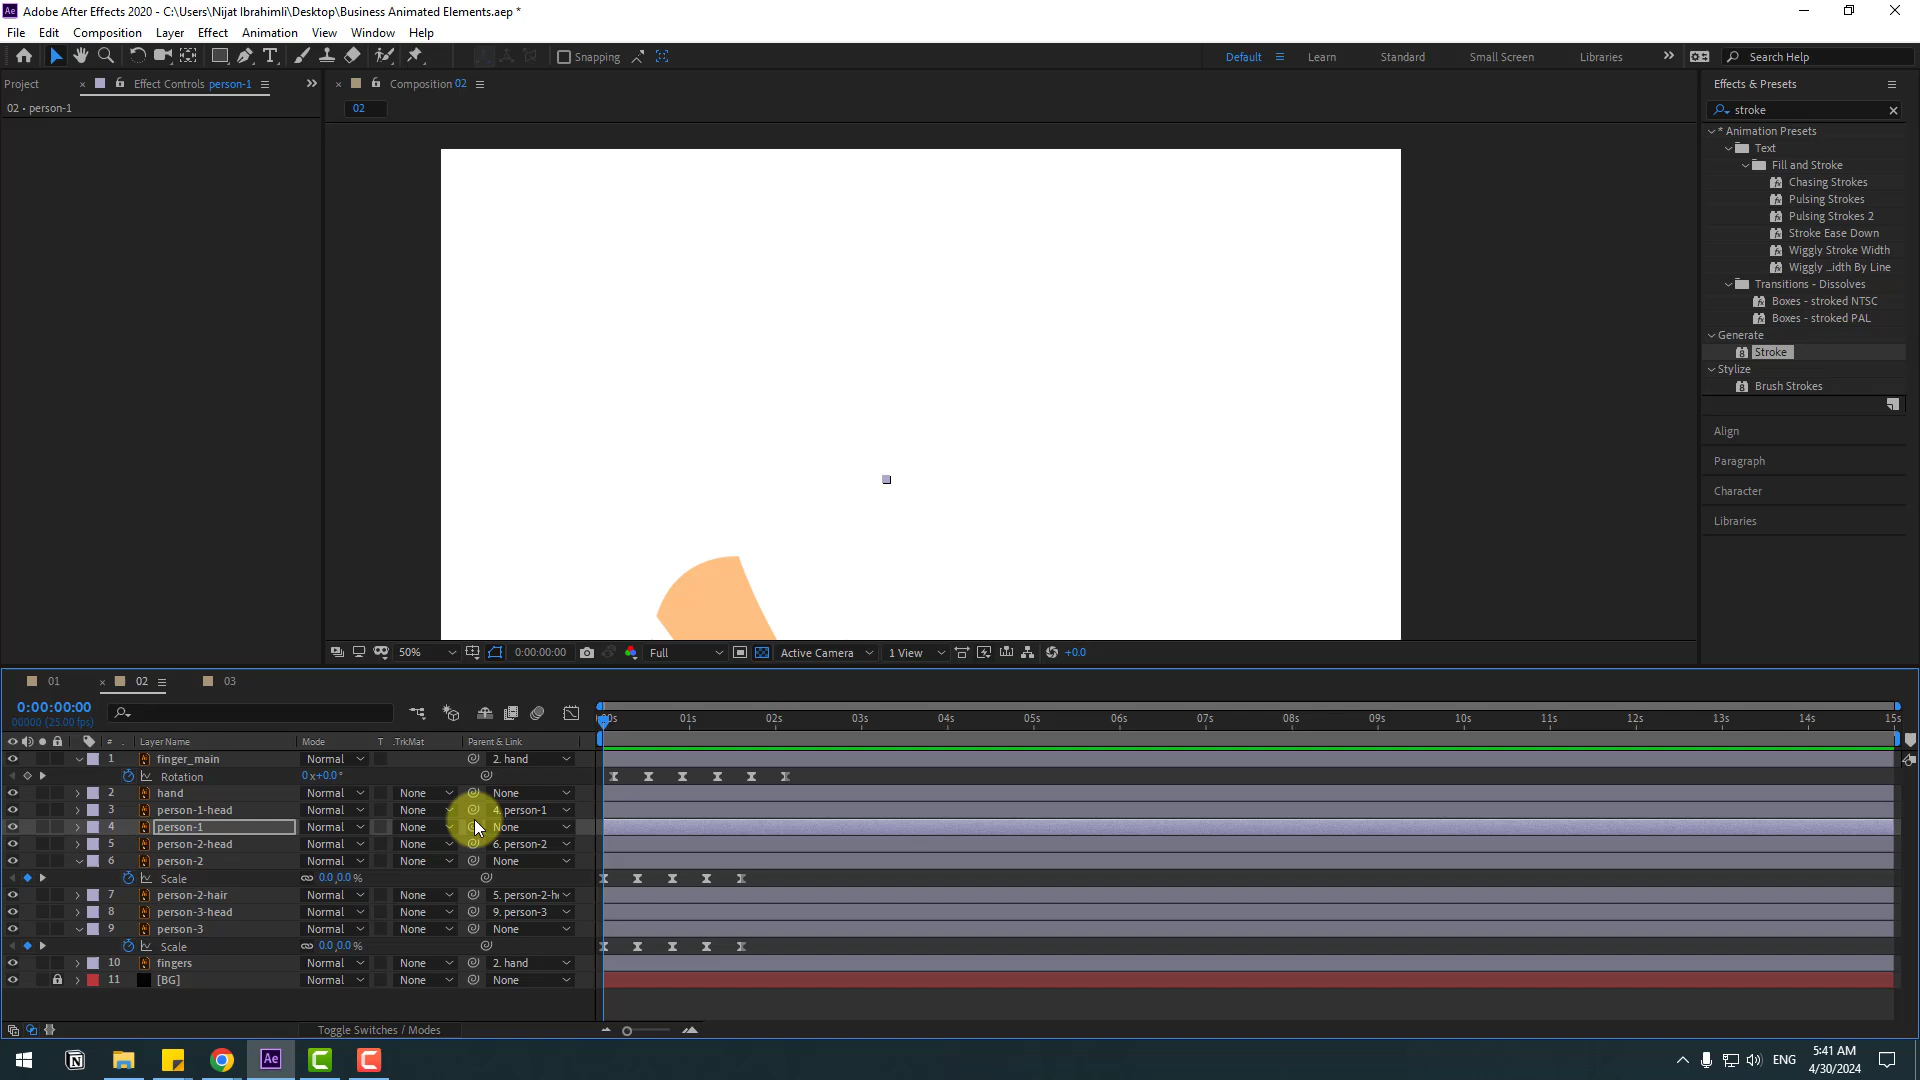 Adobe After Effects 2020 - C:\Users\Nijat Ibrahimli\Desktop\Business Animated Elements.aep *
File Edit Composition Layer Effect Animation View Window Help
Snapping Default Learn Standard Small Screen Libraries Search Help
Project Effect Controls person-1 Composition 02 Effects & Presets
02 • person-1
02
stroke
* Animation Presets
Text
Fill and Stroke
Chasing Strokes
Pulsing Strokes
Pulsing Strokes 2
Stroke Ease Down
Wiggly Stroke Width
Wiggly ...idth By Line
Transitions - Dissolves
Boxes - stroked NTSC
Boxes - stroked PAL
Generate
Stroke
Stylize
Brush Strokes
Align
Paragraph
Character
Libraries
50% 0:00:00:00 Full Active Camera 1 View +0.0
01 02 03
0:00:00:00
00000 (25.00 fps)
00s 01s 02s 03s 04s 05s 06s 07s 08s 09s 10s 11s 12s 13s 14s 15s
# . Layer Name Mode T .TrkMat Parent & Link
1 finger_main Normal 2. hand
Rotation 0x+0.0°
2 hand Normal None None
3 person-1-head Normal None 4. person-1
4 person-1 Normal None None
5 person-2-head Normal None 6. person-2
6 person-2 Normal None None
Scale 0.0,0.0%
7 person-2-hair Normal None 5. person-2-he
8 person-3-head Normal None 9. person-3
9 person-3 Normal None None
Scale 0.0,0.0%
10 fingers Normal None 2. hand
11 [BG] Normal None None
Toggle Switches / Modes
ENG 5:41 AM
4/30/2024